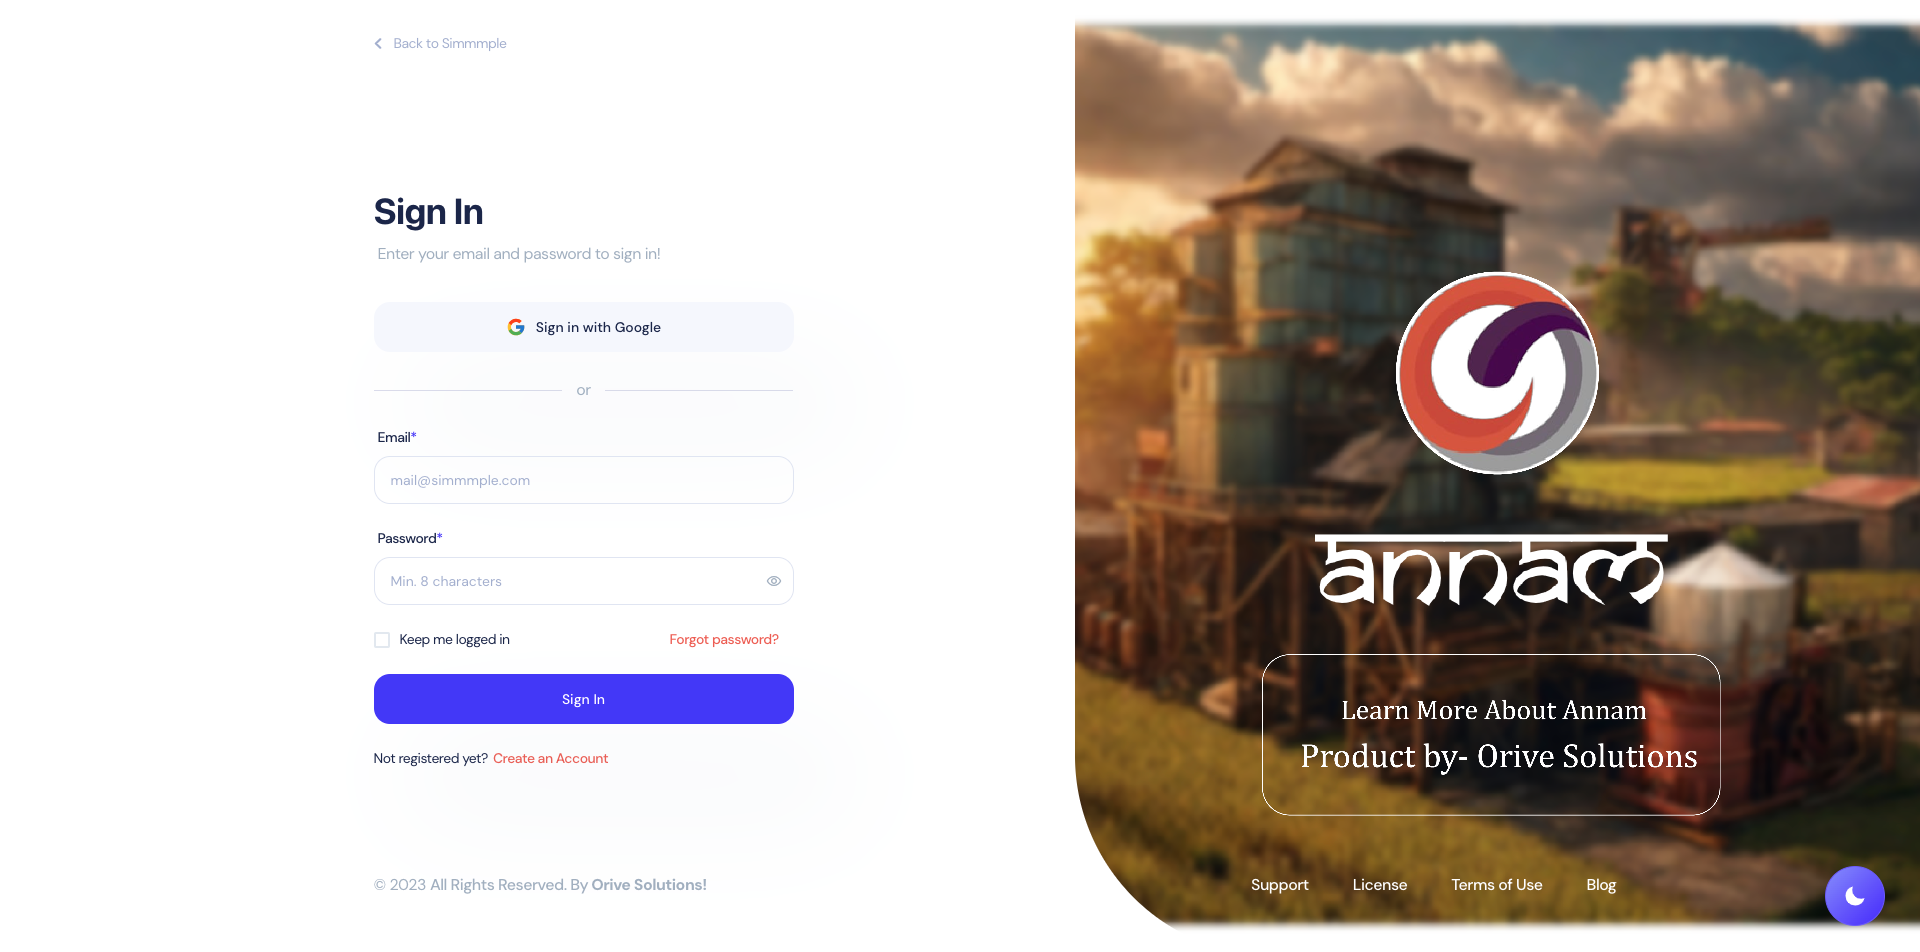 Back to Simmmple
Sign In
Enter your email and password to sign in!
Sign in with Google
or
Email*
mail@simmmple.com
Password*
Min. 8 characters
Keep me logged in
Forgot password?
Sign In
Not registered yet? Create an Account
© 2023 All Rights Reserved. By Orive Solutions!
annam
Learn More About Annam
Product by- Orive Solutions
Support
License
Terms of Use
Blog